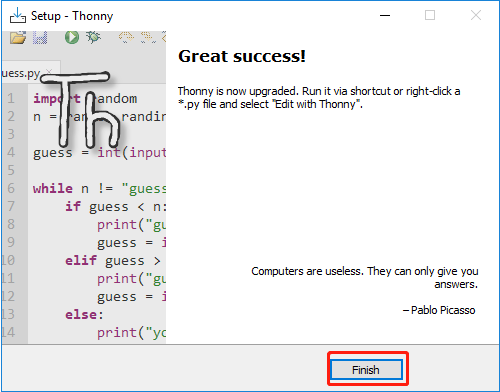 Setup - Thonny
uess.py
Th
Great success!
Thonny is now upgraded. Run it via shortcut or right-click a
*.py file and select "Edit with Thonny".
1 import random
2 n = random.randin
3
4 guess = int(input
5
6 while n != "guess
7 if guess < n:
8 print("gu
9 guess = i
10 elif guess >
11 print("gu
12 guess = i
13 else:
14 print("yo
Computers are useless. They can only give you
answers.
– Pablo Picasso
Finish